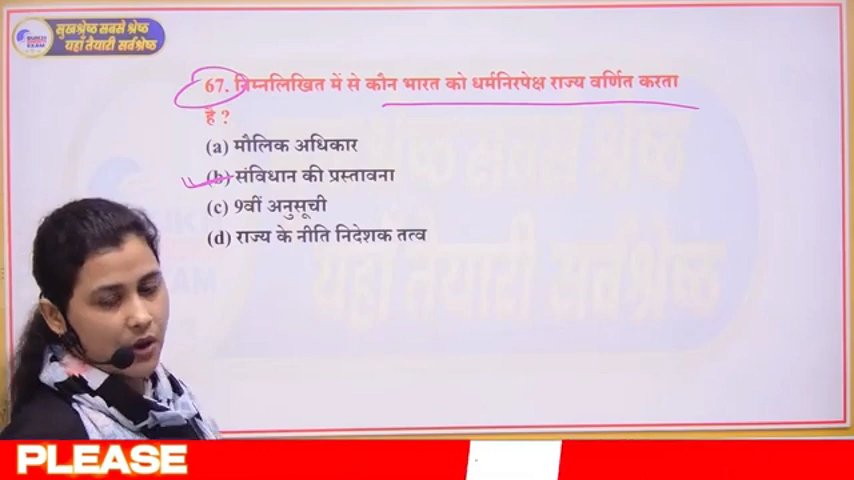 सुखश्रेष्ठ सबसे श्रेष्ठ
यहाँ तैयारी सर्वश्रेष्ठ
EXAM
67. निम्नलिखित में से कौन भारत को धर्मनिरपेक्ष राज्य वर्णित करता
है ?
(a) मौलिक अधिकार
(b) संविधान की प्रस्तावना
(c) 9वीं अनुसूची
(d) राज्य के नीति निदेशक तत्व
PLEASE